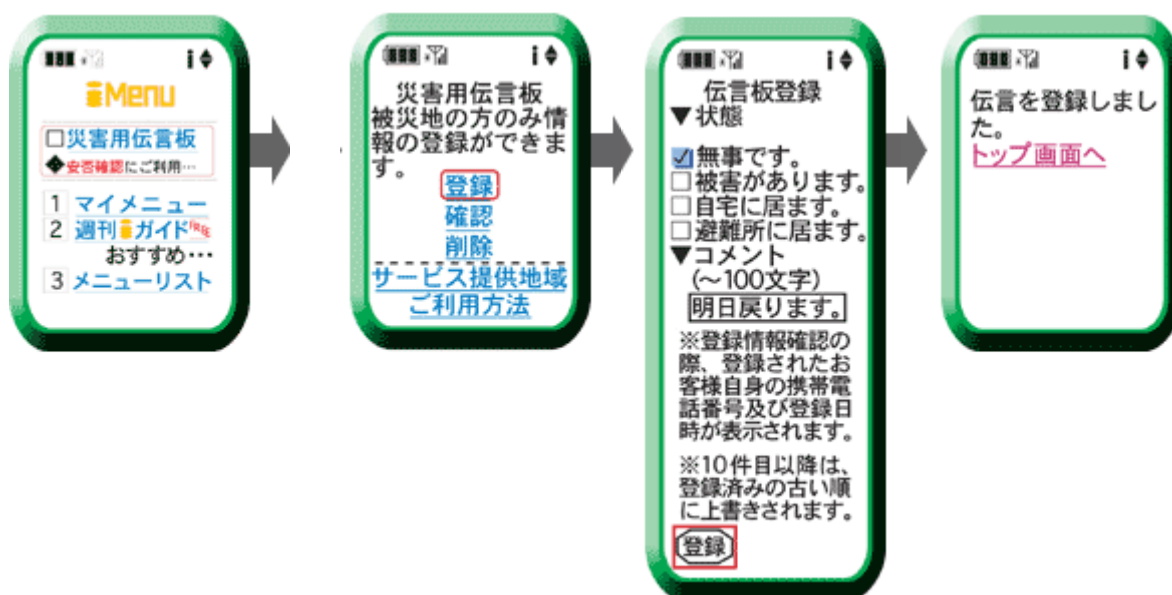 iMenu
□災害用伝言板
◆安否確認にご利用…
1 マイメニュー
2 週刊iガイドFREE
おすすめ…
3 メニューリスト
災害用伝言板
被災地の方のみ情
報の登録ができま
す。
登録
確認
削除
サービス提供地域
ご利用方法
伝言板登録
▼状態
☑無事です。
□被害があります。
□自宅に居ます。
□避難所に居ます。
▼コメント
(〜100文字)
明日戻ります。
※登録情報確認の
際、登録されたお
客様自身の携帯電
話番号及び登録日
時が表示されます。
※10件目以降は、
登録済みの古い順
に上書きされます。
登録
伝言を登録しまし
た。
トップ画面へ